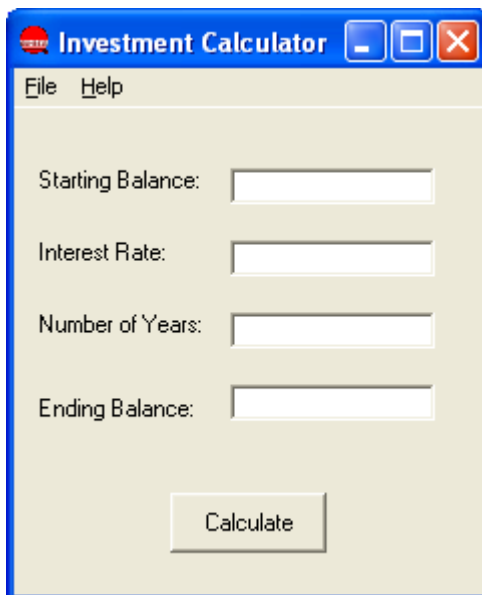 Investment Calculator
File Help
Starting Balance:
Interest Rate:
Number of Years:
Ending Balance:
Calculate